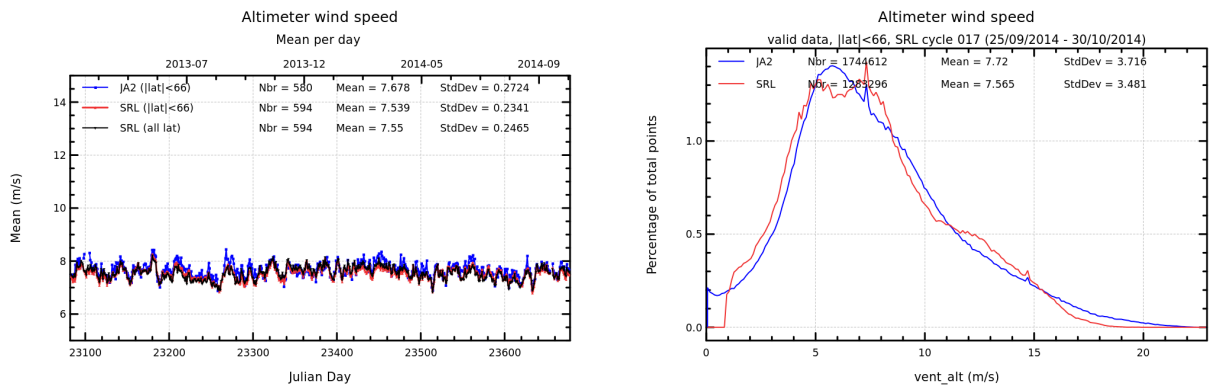 Altimeter wind speed
Mean per day
2013-07 2013-12 2014-05 2014-09
JA2 (|lat|<66) Nbr = 580 Mean = 7.678 StdDev = 0.2724
SRL (|lat|<66) Nbr = 594 Mean = 7.539 StdDev = 0.2341
SRL (all lat) Nbr = 594 Mean = 7.55 StdDev = 0.2465
14
12
10
8
6
Mean (m/s)
23100 23200 23300 23400 23500 23600
Julian Day
Altimeter wind speed
valid data, |lat|<66, SRL cycle 017 (25/09/2014 - 30/10/2014)
JA2 Nbr = 1744612 Mean = 7.72 StdDev = 3.716
SRL Nbr = 1283296 Mean = 7.565 StdDev = 3.481
1.0
0.5
0.0
Percentage of total points
0 5 10 15 20
vent_alt (m/s)